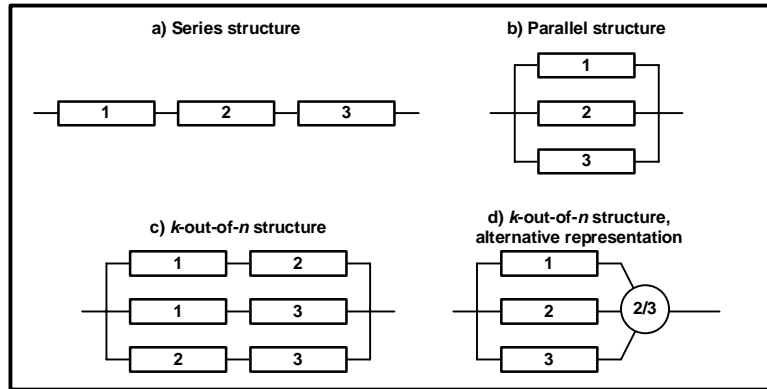 a) Series structure
1 2 3
b) Parallel structure
1
2
3
c) k-out-of-n structure
1 2
1 3
2 3
d) k-out-of-n structure,
alternative representation
1
2
3
2/3